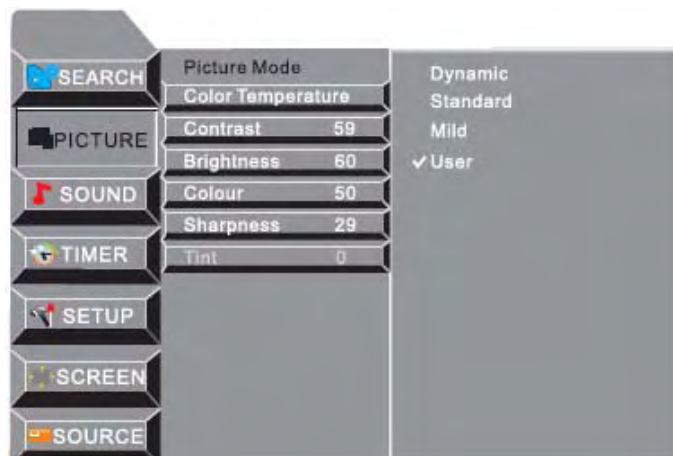 SEARCH
PICTURE
SOUND
TIMER
SETUP
SCREEN
SOURCE
Picture Mode
Color Temperature
Contrast 59
Brightness 60
Colour 50
Sharpness 29
Tint 0
Dynamic
Standard
Mild
✓User